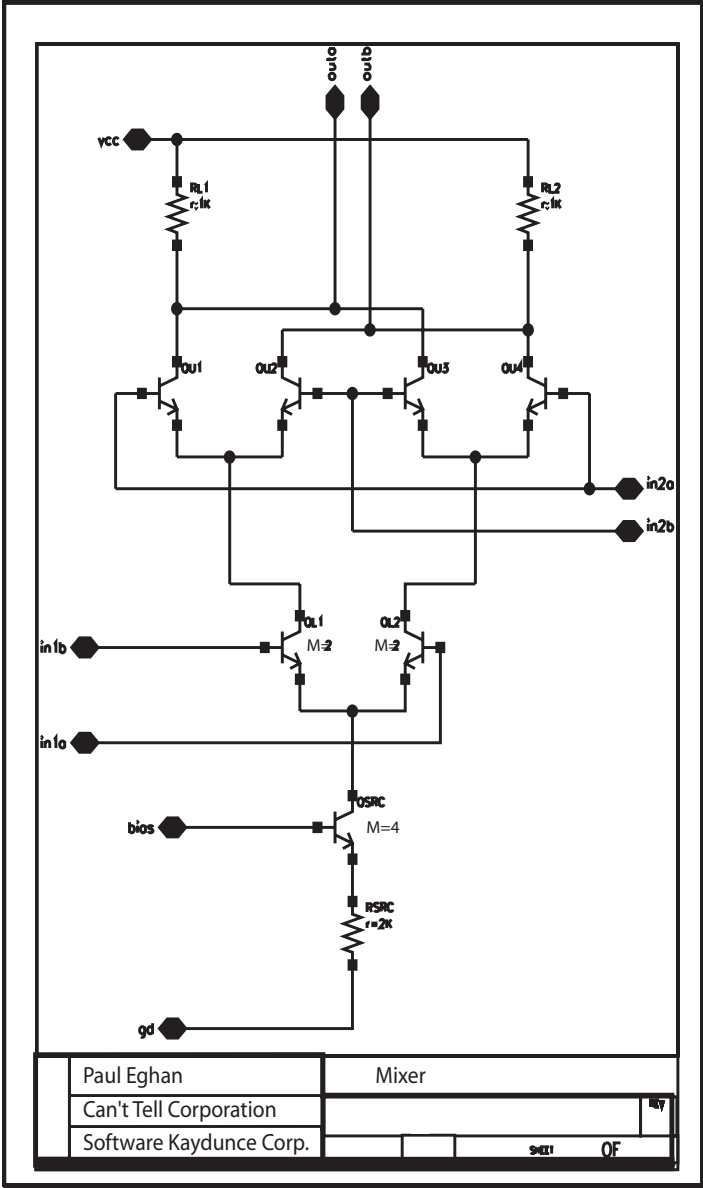 outa outb
vcc
RL1 RL2
r=1K r=1K
QU1 QU2 QU3 QU4
in2a
in2b
QL1 QL2
in1b M=2 M=2
in1a
QSRC
bias M=4
RSRC
r=2K
gd
Paul Eghan Mixer
Can't Tell Corporation REV
Software Kaydunce Corp. OF